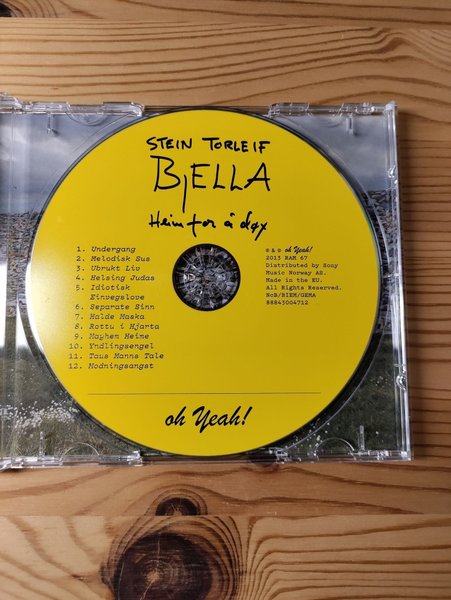 STEIN TORLEIF
BJELLA
Heim for å døy
1. Undergang
2. Melodisk Sus
3. Ubrukt Liv
4. Helsing Judas
5. Idiotisk
Einvegslove
6. Separate Sinn
7. Halde Maska
8. Rottu i Hjarta
9. Maghen Heime
10. Yndlingsengel
11. Taus Manns Tale
12. Modningsangst
℗ & © oh Yeah!
2013 RAM 67
Distributed by Sony
Music Norway AS.
Made in the EU.
All Rights Reserved.
NcB/BIEM/GEMA
88843004712
oh Yeah!